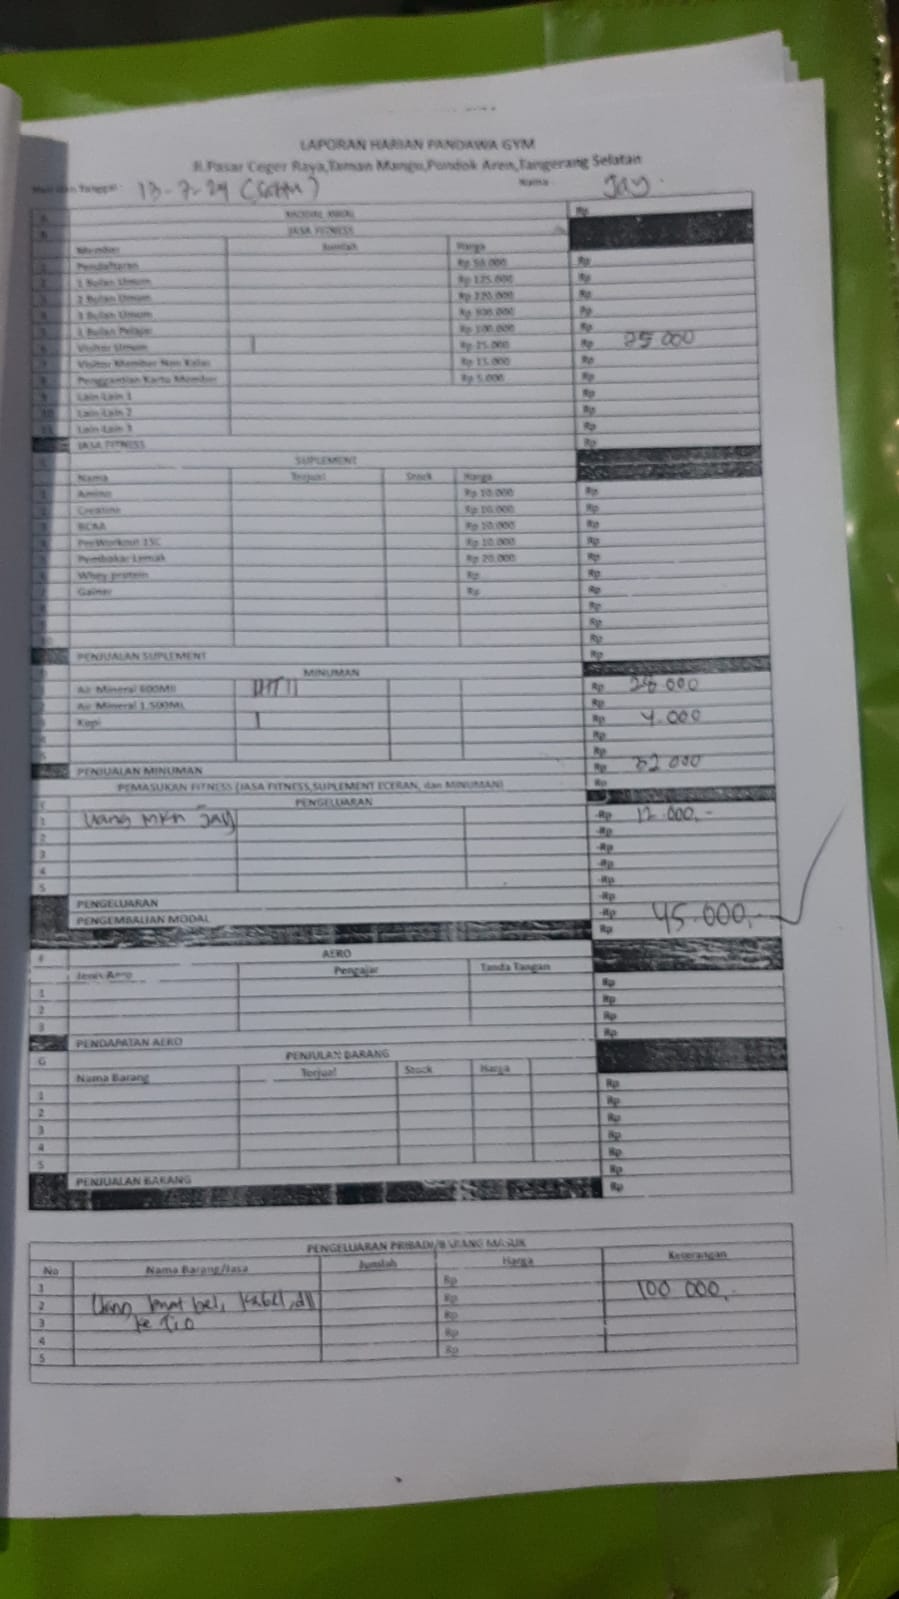 LAPORAN HARIAN PANDAWA GYM
Jl.Pasar Ceger Raya,Taman Mangu,Pondok Aren,Tangerang Selatan
13-7-24 Nama : Jay.
Rp
JASA FITNESS
Member Jumlah Harga
1 Pendaftaran Rp 50.000 Rp
2 1 Bulan Umum Rp 125.000 Rp
3 2 Bulan Umum Rp 220.000 Rp
4 3 Bulan Umum Rp 300.000 Rp
5 1 Bulan Pelajar Rp 100.000 Rp
6 Visitor Umum | Rp 25.000 Rp 25.000
7 Visitor Member Non Kelas Rp 15.000 Rp
8 Penggantian Kartu Member Rp 5.000 Rp
9 Lain-Lain 1 Rp
10 Lain-Lain 2 Rp
11 Lain-Lain 3 Rp
JASA FITNESS Rp
SUPLEMENT
Nama Terjual Stock Harga
1 Amino Rp 10.000 Rp
2 Creatine Rp 10.000 Rp
3 BCAA Rp 10.000 Rp
4 Rp 10.000 Rp
5 Pembakar Lemak Rp 20.000 Rp
6 Whey protein Rp Rp
7 Gainer Rp Rp
8 Rp
9 Rp
10 Rp
PENJUALAN SUPLEMENT Rp
MINUMAN
1 Air Mineral 600Ml Rp 28.000
2 Air Mineral 1.500ML Rp
3 Kopi | Rp 4.000
4 Rp
5 Rp
PENJUALAN MINUMAN Rp 32.000
PEMASUKAN FITNESS (JASA FITNESS,SUPLEMENT ECERAN, dan MINUMAN) Rp
PENGELUARAN
1 Uang mkn Jay -Rp 12.000,-
2 -Rp
3 -Rp
4 -Rp
5 -Rp
PENGELUARAN -Rp
PENGEMBALIAN MODAL -Rp
Rp 45.000,-
F AERO
Jenis Aero Pengajar Tanda Tangan
1 Rp
2 Rp
3 Rp
PENDAPATAN AERO Rp
G PENJULAN BARANG
Nama Barang Terjual Stock Harga
1 Rp
2 Rp
3 Rp
4 Rp
5 Rp
PENJUALAN BARANG Rp
Rp
PENGELUARAN PRIBADI/B
No Nama Barang/Jasa Jumlah Harga Keterangan
1 Rp
2 Uang buat bel, kabel, dll Rp 100 000,-
3 ke Tio Rp
4 Rp
5 Rp